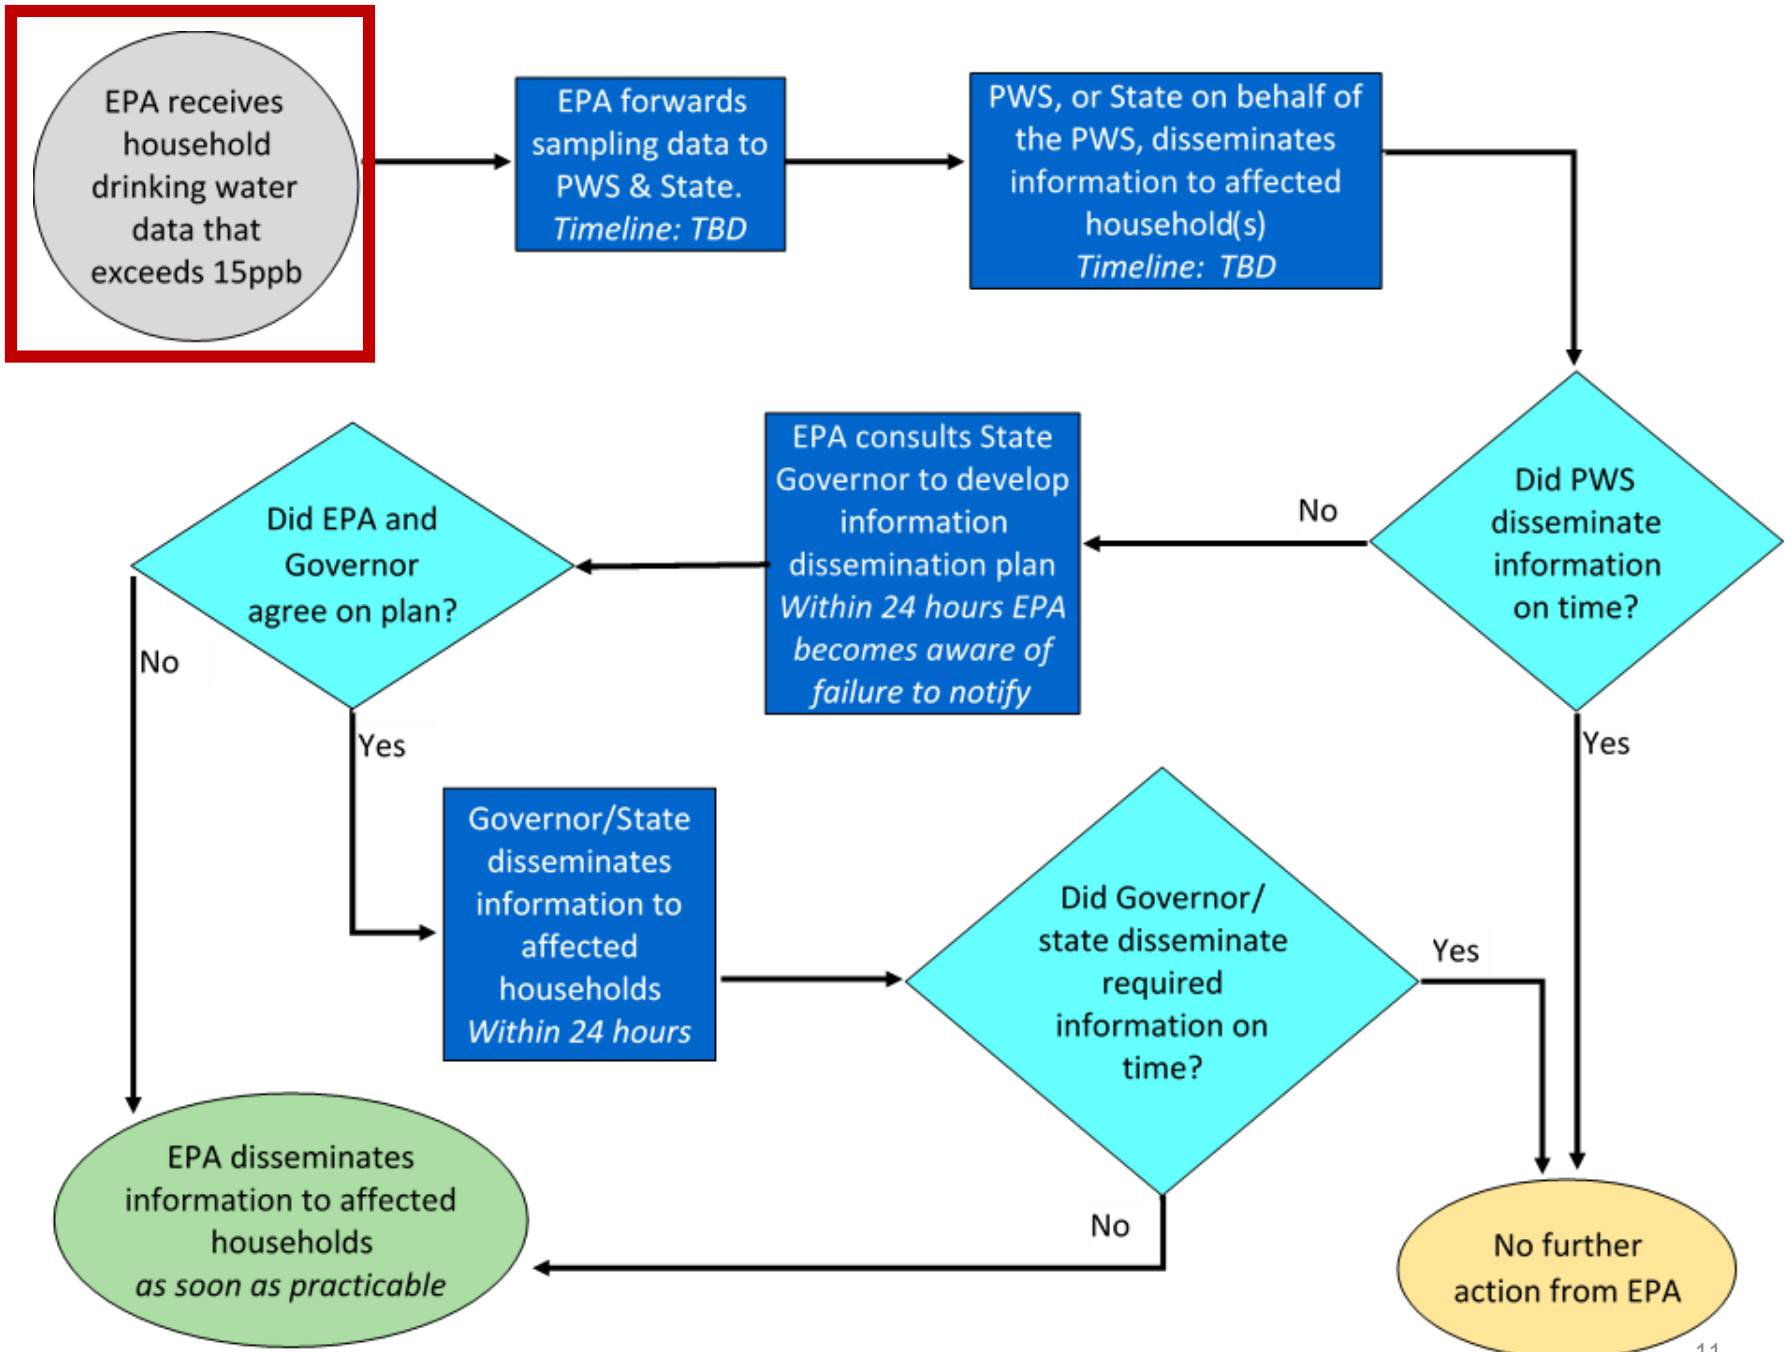 EPA receives
household
drinking water
data that
exceeds 15ppb
EPA forwards
sampling data to
PWS & State.
Timeline: TBD
PWS, or State on behalf of
the PWS, disseminates
information to affected
household(s)
Timeline: TBD
Did PWS
disseminate
information
on time?
No
Yes
EPA consults State
Governor to develop
information
dissemination plan
Within 24 hours EPA
becomes aware of
failure to notify
Did EPA and
Governor
agree on plan?
No
Yes
Governor/State
disseminates
information to
affected
households
Within 24 hours
Did Governor/
state disseminate
required
information on
time?
Yes
No
EPA disseminates
information to affected
households
as soon as practicable
No further
action from EPA
11